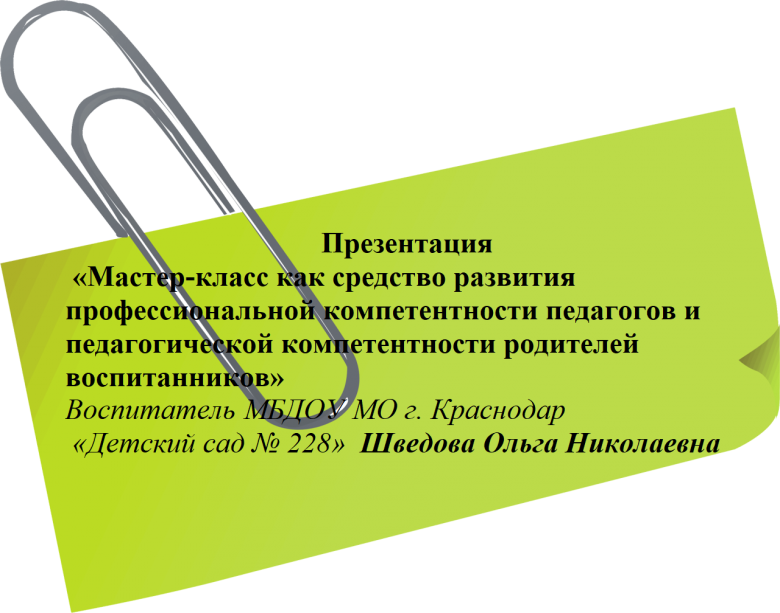 Презентация
«Мастер-класс как средство развития
профессиональной компетентности педагогов и
педагогической компетентности родителей
воспитанников»
Воспитатель МБДОУ МО г. Краснодар
«Детский сад № 228» Шведова Ольга Николаевна